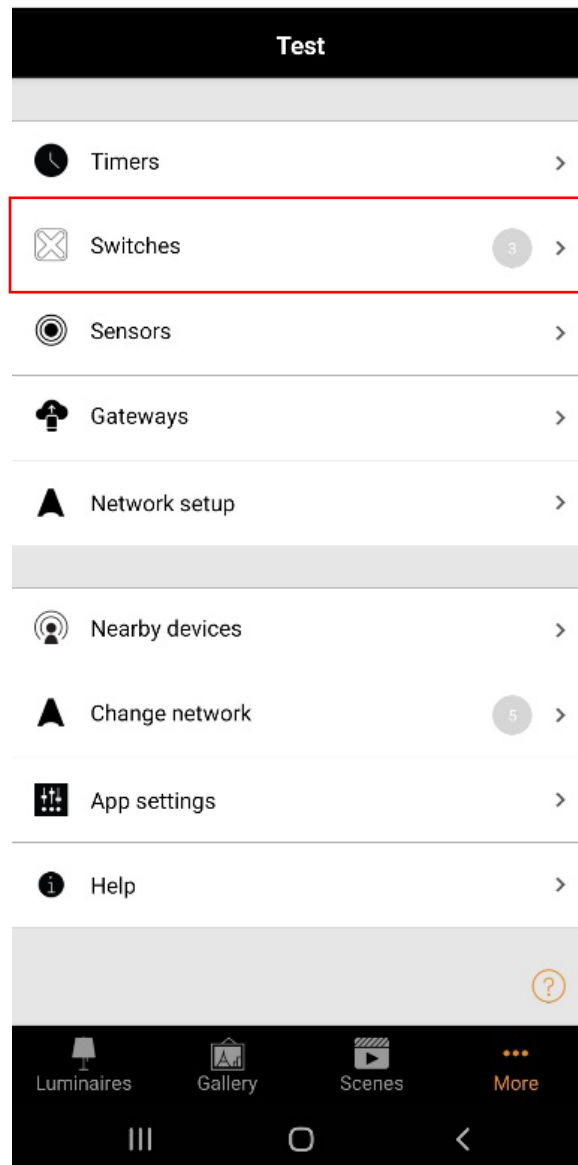 Test
Timers
Switches 3
Sensors
Gateways
Network setup
Nearby devices
Change network 5
App settings
Help
?
Luminaires Gallery Scenes More